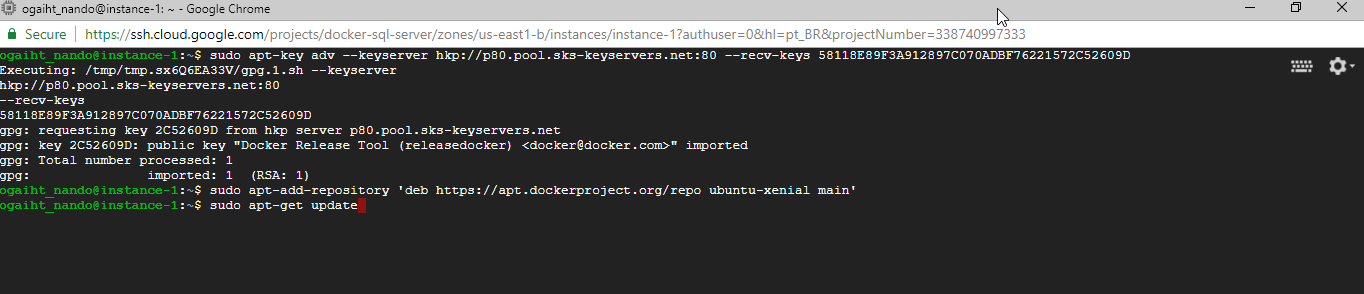 ogaiht_nando@instance-1: ~ - Google Chrome
Secure | https://ssh.cloud.google.com/projects/docker-sql-server/zones/us-east1-b/instances/instance-1?authuser=0&hl=pt_BR&projectNumber=338740997333
ogaiht_nando@instance-1:~$ sudo apt-key adv --keyserver hkp://p80.pool.sks-keyservers.net:80 --recv-keys 58118E89F3A912897C070ADBF76221572C52609D
Executing: /tmp/tmp.sx6Q6EA33V/gpg.1.sh --keyserver
hkp://p80.pool.sks-keyservers.net:80
--recv-keys
58118E89F3A912897C070ADBF76221572C52609D
gpg: requesting key 2C52609D from hkp server p80.pool.sks-keyservers.net
gpg: key 2C52609D: public key "Docker Release Tool (releasedocker) <docker@docker.com>" imported
gpg: Total number processed: 1
gpg:               imported: 1  (RSA: 1)
ogaiht_nando@instance-1:~$ sudo apt-add-repository 'deb https://apt.dockerproject.org/repo ubuntu-xenial main'
ogaiht_nando@instance-1:~$ sudo apt-get update